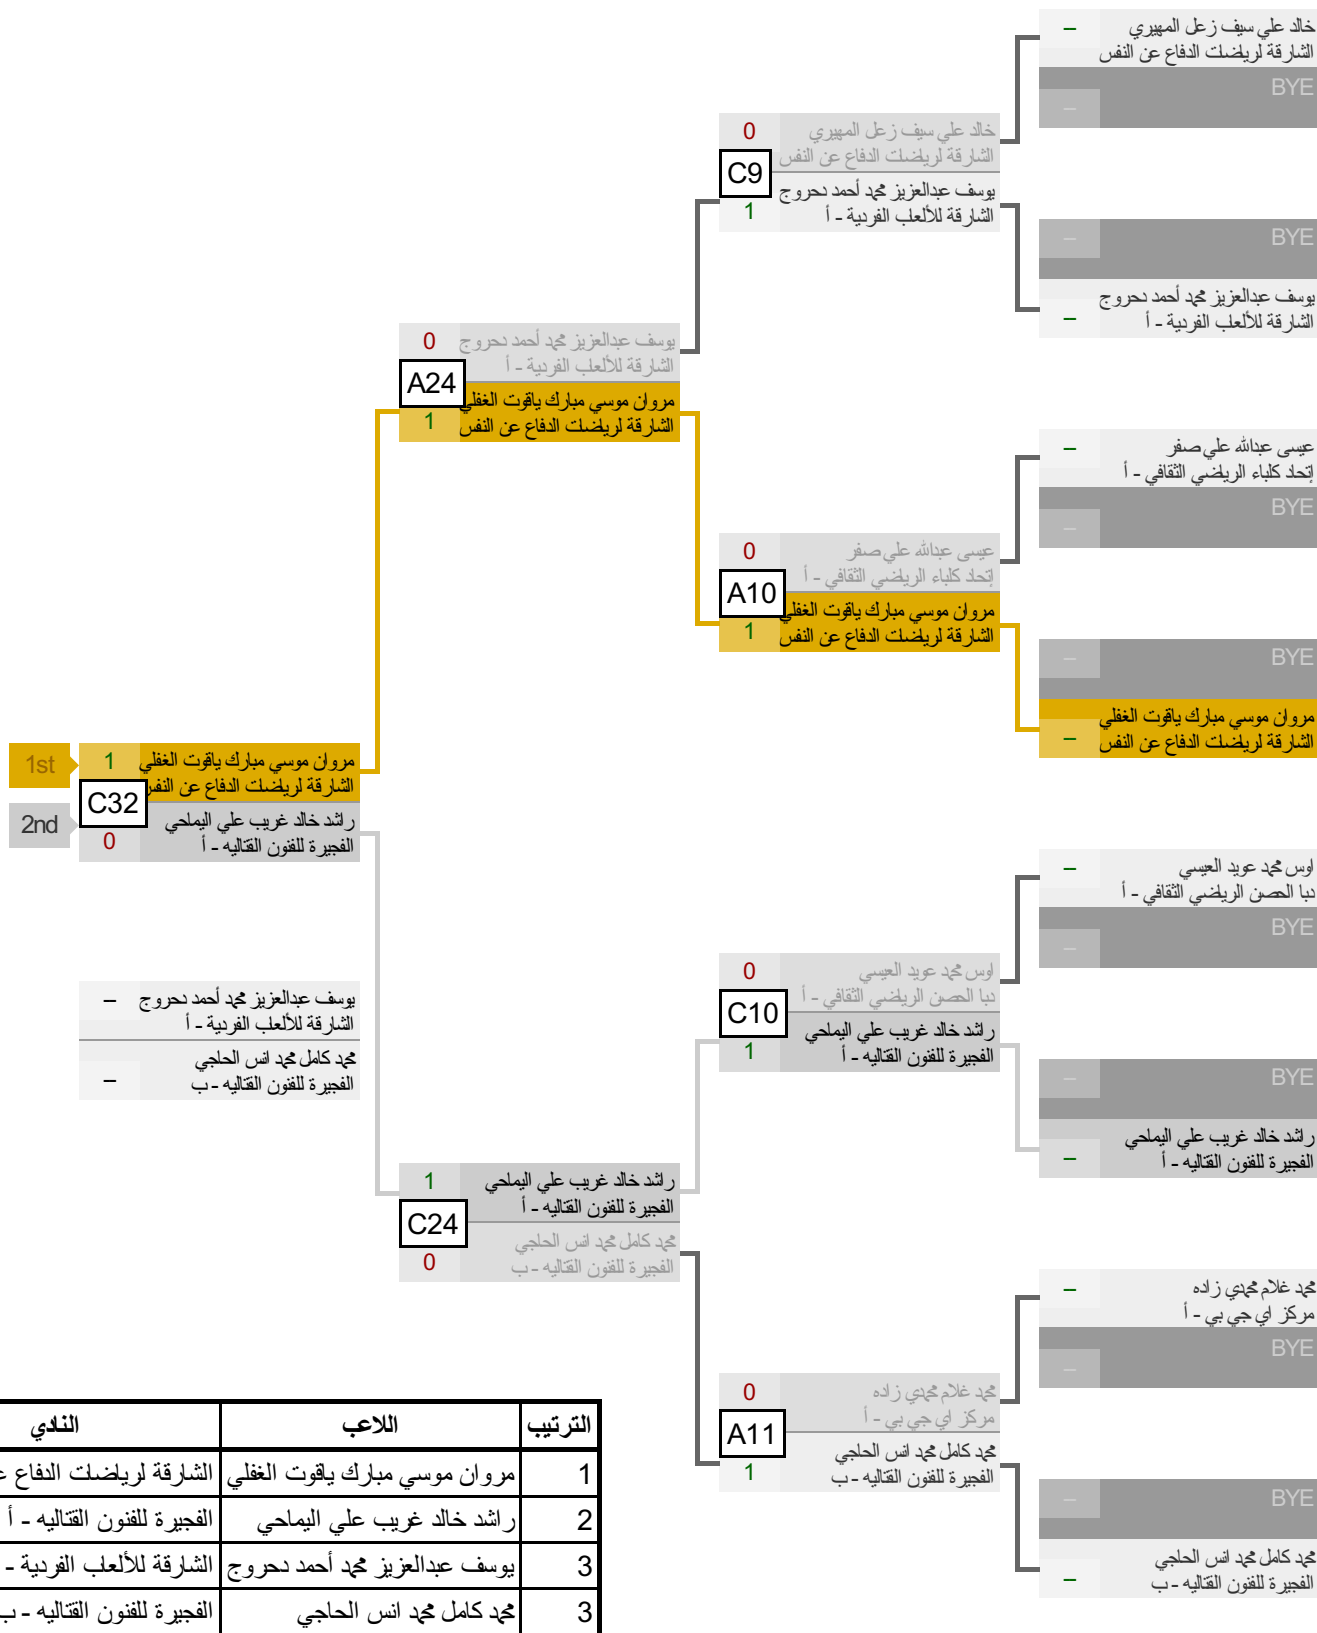 – خالد علي سيف زعل المهيري
الشارقة لرياضات الدفاع عن النفس
BYE
–
– BYE
يوسف عبدالعزيز محمد أحمد دحروج
– الشارقة للألعاب الفردية - أ
– عيسى عبدالله علي صفر
إتحاد كلباء الرياضي الثقافي - أ
BYE
–
– BYE
مروان موسي مبارك ياقوت الغفلي
– الشارقة لرياضات الدفاع عن النفس
– اوس محمد عويد العيسي
دبا الحصن الرياضي الثقافي - أ
BYE
–
– BYE
راشد خالد غريب علي اليماحي
– الفجيرة للفنون القتاليه - أ
– محمد غلام محمدي زاده
مركز اي جي بي - أ
BYE
–
– BYE
محمد كامل محمد انس الحاجي
– الفجيرة للفنون القتاليه - ب
0 خالد علي سيف زعل المهيري
الشارقة لرياضات الدفاع عن النفس
C9
يوسف عبدالعزيز محمد أحمد دحروج
1 الشارقة للألعاب الفردية - أ
0 عيسى عبدالله علي صفر
إتحاد كلباء الرياضي الثقافي - أ
A10
مروان موسي مبارك ياقوت الغفلي
1 الشارقة لرياضات الدفاع عن النفس
0 اوس محمد عويد العيسي
دبا الحصن الرياضي الثقافي - أ
C10
راشد خالد غريب علي اليماحي
1 الفجيرة للفنون القتاليه - أ
0 محمد غلام محمدي زاده
مركز اي جي بي - أ
A11
محمد كامل محمد انس الحاجي
1 الفجيرة للفنون القتاليه - ب
0 يوسف عبدالعزيز محمد أحمد دحروج
الشارقة للألعاب الفردية - أ
A24
مروان موسي مبارك ياقوت الغفلي
1 الشارقة لرياضات الدفاع عن النفس
1 راشد خالد غريب علي اليماحي
الفجيرة للفنون القتاليه - أ
C24
محمد كامل محمد انس الحاجي
0 الفجيرة للفنون القتاليه - ب
1st 1 مروان موسي مبارك ياقوت الغفلي
الشارقة لرياضات الدفاع عن النفس
C32
2nd راشد خالد غريب علي اليماحي
0 الفجيرة للفنون القتاليه - أ
– يوسف عبدالعزيز محمد أحمد دحروج
الشارقة للألعاب الفردية - أ
محمد كامل محمد انس الحاجي
– الفجيرة للفنون القتاليه - ب
الترتيب اللاعب النادي
1 مروان موسي مبارك ياقوت الغفلي الشارقة لرياضات الدفاع
2 راشد خالد غريب علي اليماحي الفجيرة للفنون القتاليه - أ
3 يوسف عبدالعزيز محمد أحمد دحروج الشارقة للألعاب الفردية -
3 محمد كامل محمد انس الحاجي الفجيرة للفنون القتاليه - ب